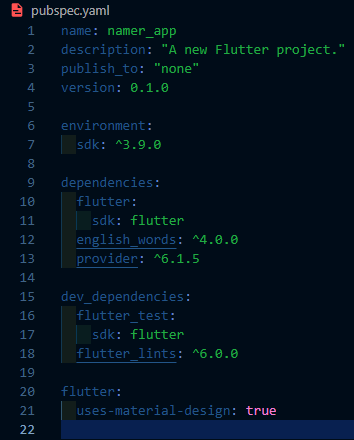 pubspec.yaml
1 name: namer_app
2 description: "A new Flutter project."
3 publish_to: "none"
4 version: 0.1.0
5
6 environment:
7   sdk: ^3.9.0
8
9 dependencies:
10   flutter:
11     sdk: flutter
12   english_words: ^4.0.0
13   provider: ^6.1.5
14
15 dev_dependencies:
16   flutter_test:
17     sdk: flutter
18   flutter_lints: ^6.0.0
19
20 flutter:
21   uses-material-design: true
22